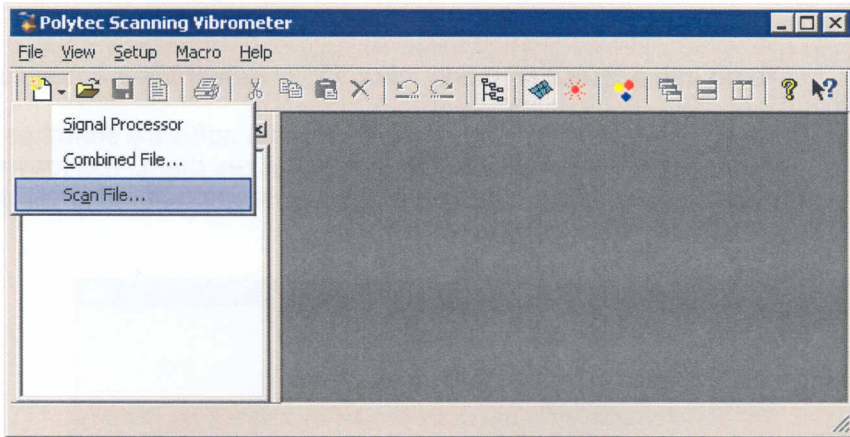 Polytec Scanning Vibrometer
File View Setup Macro Help
Signal Processor
Combined File...
Scan File...